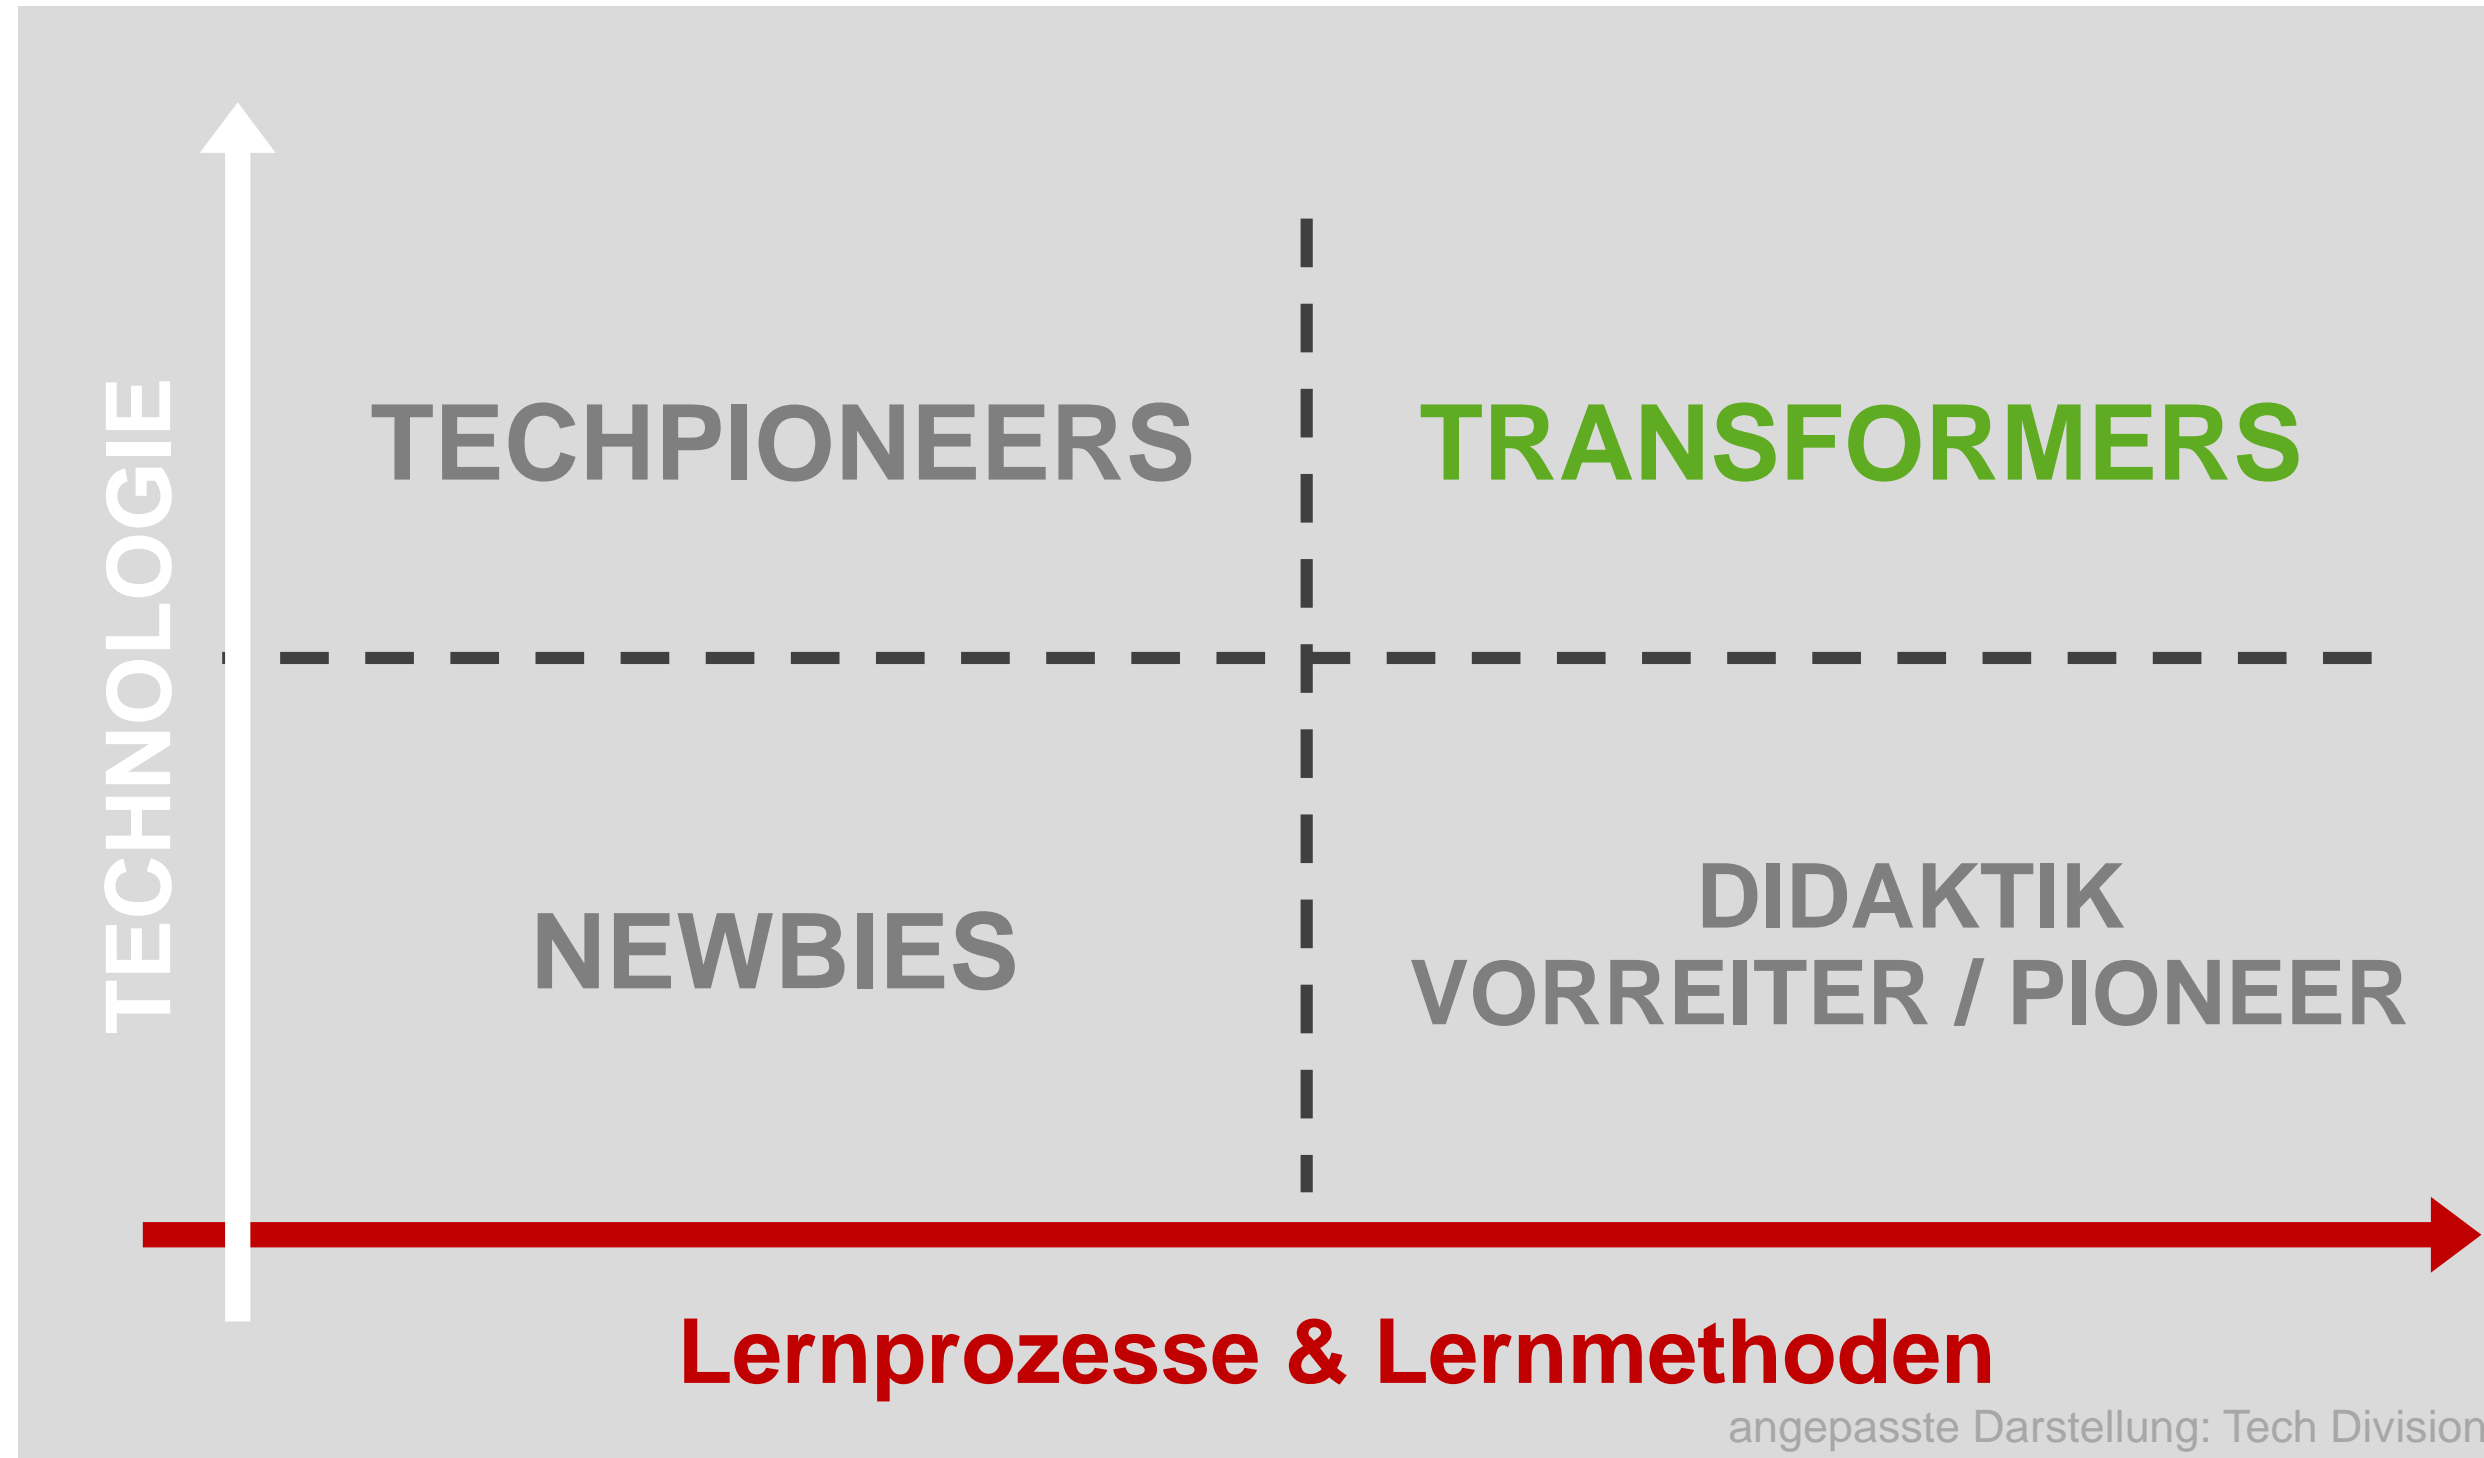 TECHNOLOGIE
TECHPIONEERS
TRANSFORMERS
NEWBIES
DIDAKTIK
VORREITER / PIONEER
Lernprozesse & Lernmethoden
angepasste Darstellung: Tech Division